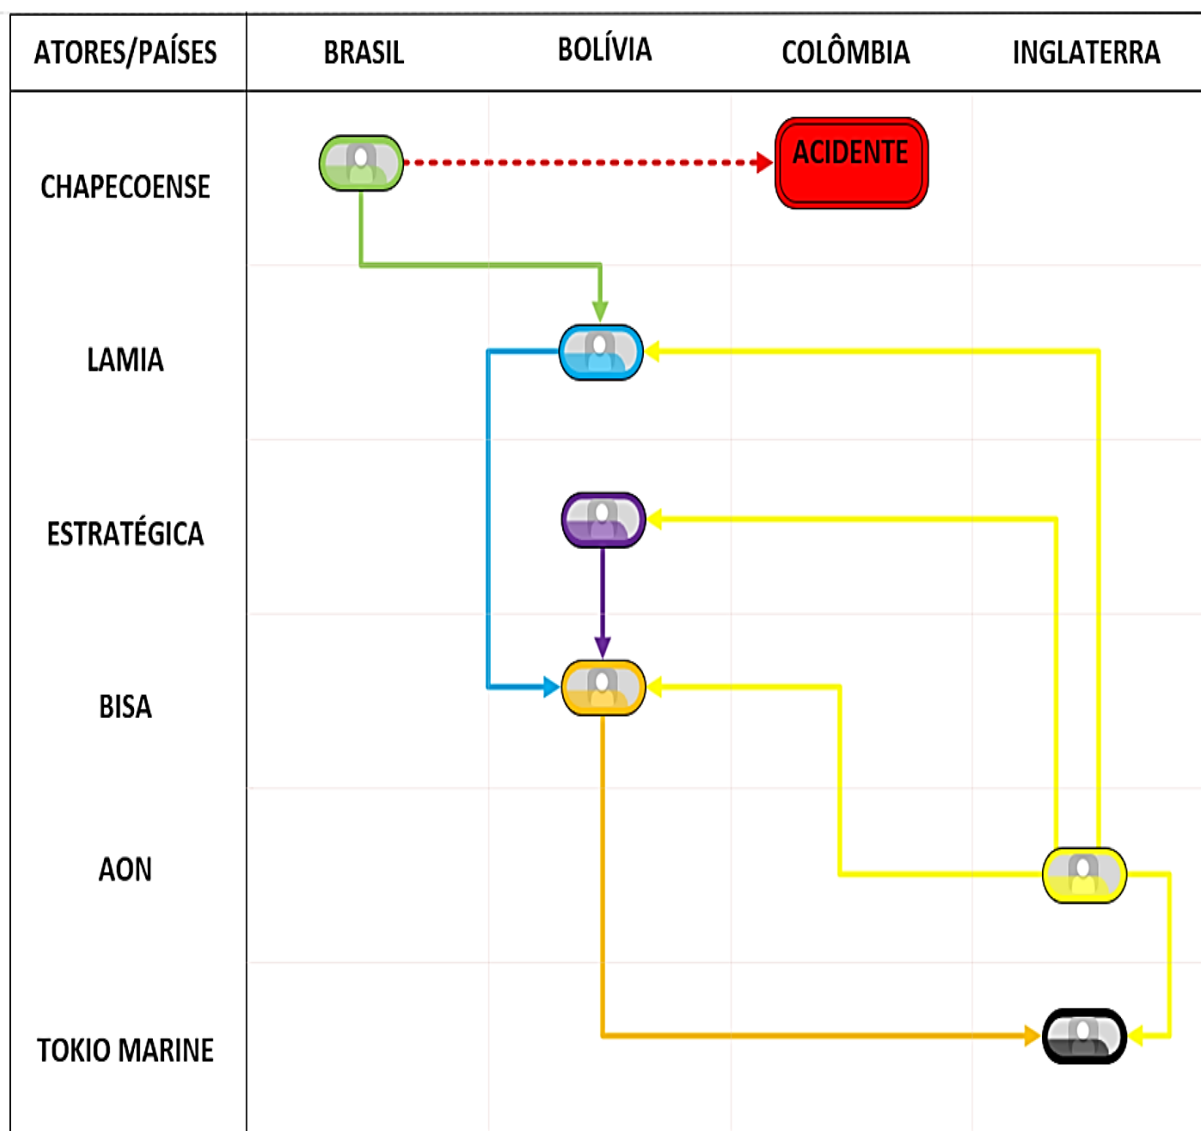 ATORES/PAÍSES
BRASIL
BOLÍVIA
COLÔMBIA
INGLATERRA
CHAPECOENSE
ACIDENTE
LAMIA
ESTRATÉGICA
BISA
AON
TOKIO MARINE